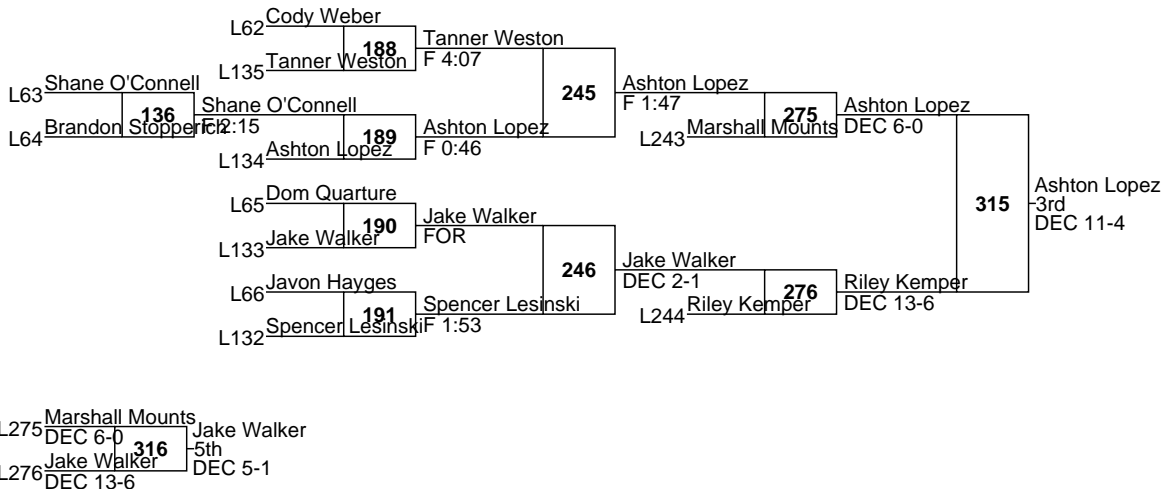 L62 Cody Weber
188
Tanner Weston
F 4:07
L135 Tanner Weston
245
Ashton Lopez
F 1:47
L63 Shane O'Connell
136
Shane O'Connell
F 2:15
L64 Brandon Stopperich
189
Ashton Lopez
F 0:46
L134 Ashton Lopez
275
Ashton Lopez
DEC 6-0
L243 Marshall Mounts
L65 Dom Quarture
190
Jake Walker
FOR
L133 Jake Walker
315
Ashton Lopez
3rd
DEC 11-4
246
Jake Walker
DEC 2-1
L66 Javon Hayges
191
Spencer Lesinski
F 1:53
L132 Spencer Lesinski
276
Riley Kemper
DEC 13-6
L244 Riley Kemper
L275 Marshall Mounts
DEC 6-0
316
Jake Walker
5th
DEC 5-1
L276 Jake Walker
DEC 13-6